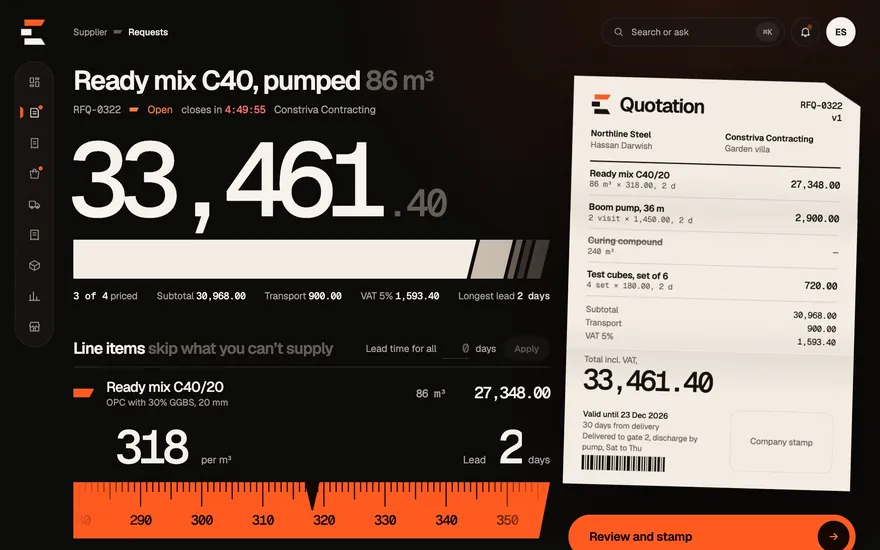 Supplier Requests
Search or ask ⌘K
ES
Ready mix C40, pumped 86 m³
RFQ-0322 Open closes in 4:49:55 Constriva Contracting
33,461.40
3 of 4 priced Subtotal 30,968.00 Transport 900.00 VAT 5% 1,593.40 Longest lead 2 days
Line items skip what you can't supply
Lead time for all 0 days Apply
Ready mix C40/20 86 m³ 27,348.00
OPC with 30% GGBS, 20 mm
318 per m³ Lead 2 days
290 300 310 320 330 340 350
Quotation
RFQ-0322
v1
Northline Steel
Hassan Darwish
Constriva Contracting
Garden villa
Ready mix C40/20
86 m³ × 318.00, 2 d 27,348.00
Boom pump, 36 m
2 visit × 1,450.00, 2 d 2,900.00
Curing compound
240 m² –
Test cubes, set of 6
4 set × 180.00, 2 d 720.00
Subtotal 30,968.00
Transport 900.00
VAT 5% 1,593.40
Total incl. VAT,
33,461.40
Valid until 23 Dec 2026
30 days from delivery
Delivered to gate 2, discharge by
pump, Sat to Thu
Company stamp
Review and stamp